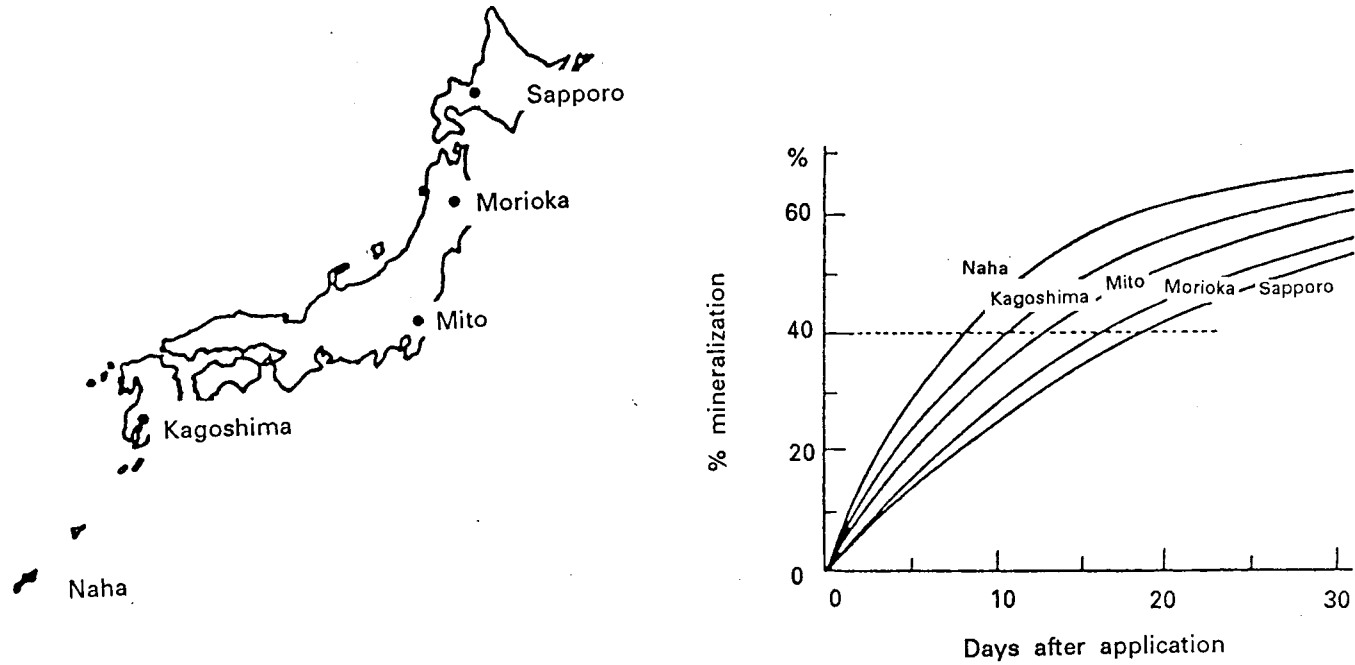 Sapporo
Morioka
Mito
Kagoshima
Naha
%
60
40
20
0
% mineralization
Naha
Kagoshima
Mito
Morioka
Sapporo
0
10
20
30
Days after application